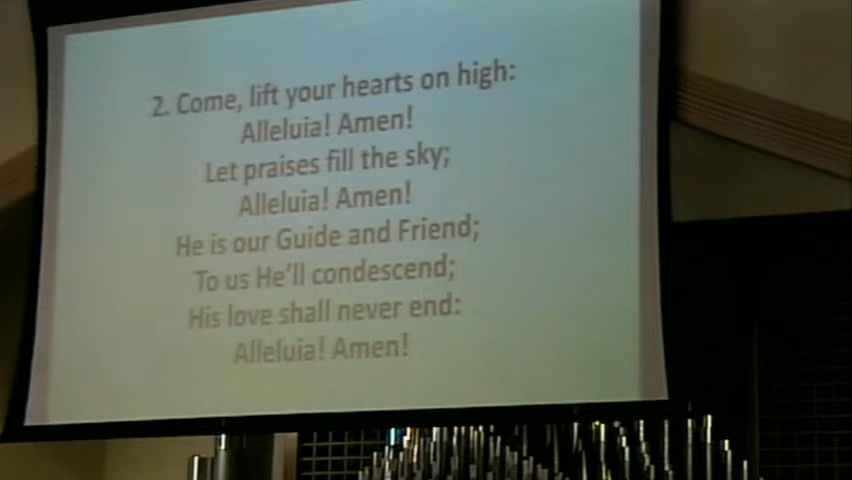 2. Come, lift your hearts on high:
Alleluia! Amen!
Let praises fill the sky;
Alleluia! Amen!
He is our Guide and Friend;
To us He'll condescend;
His love shall never end:
Alleluia! Amen!